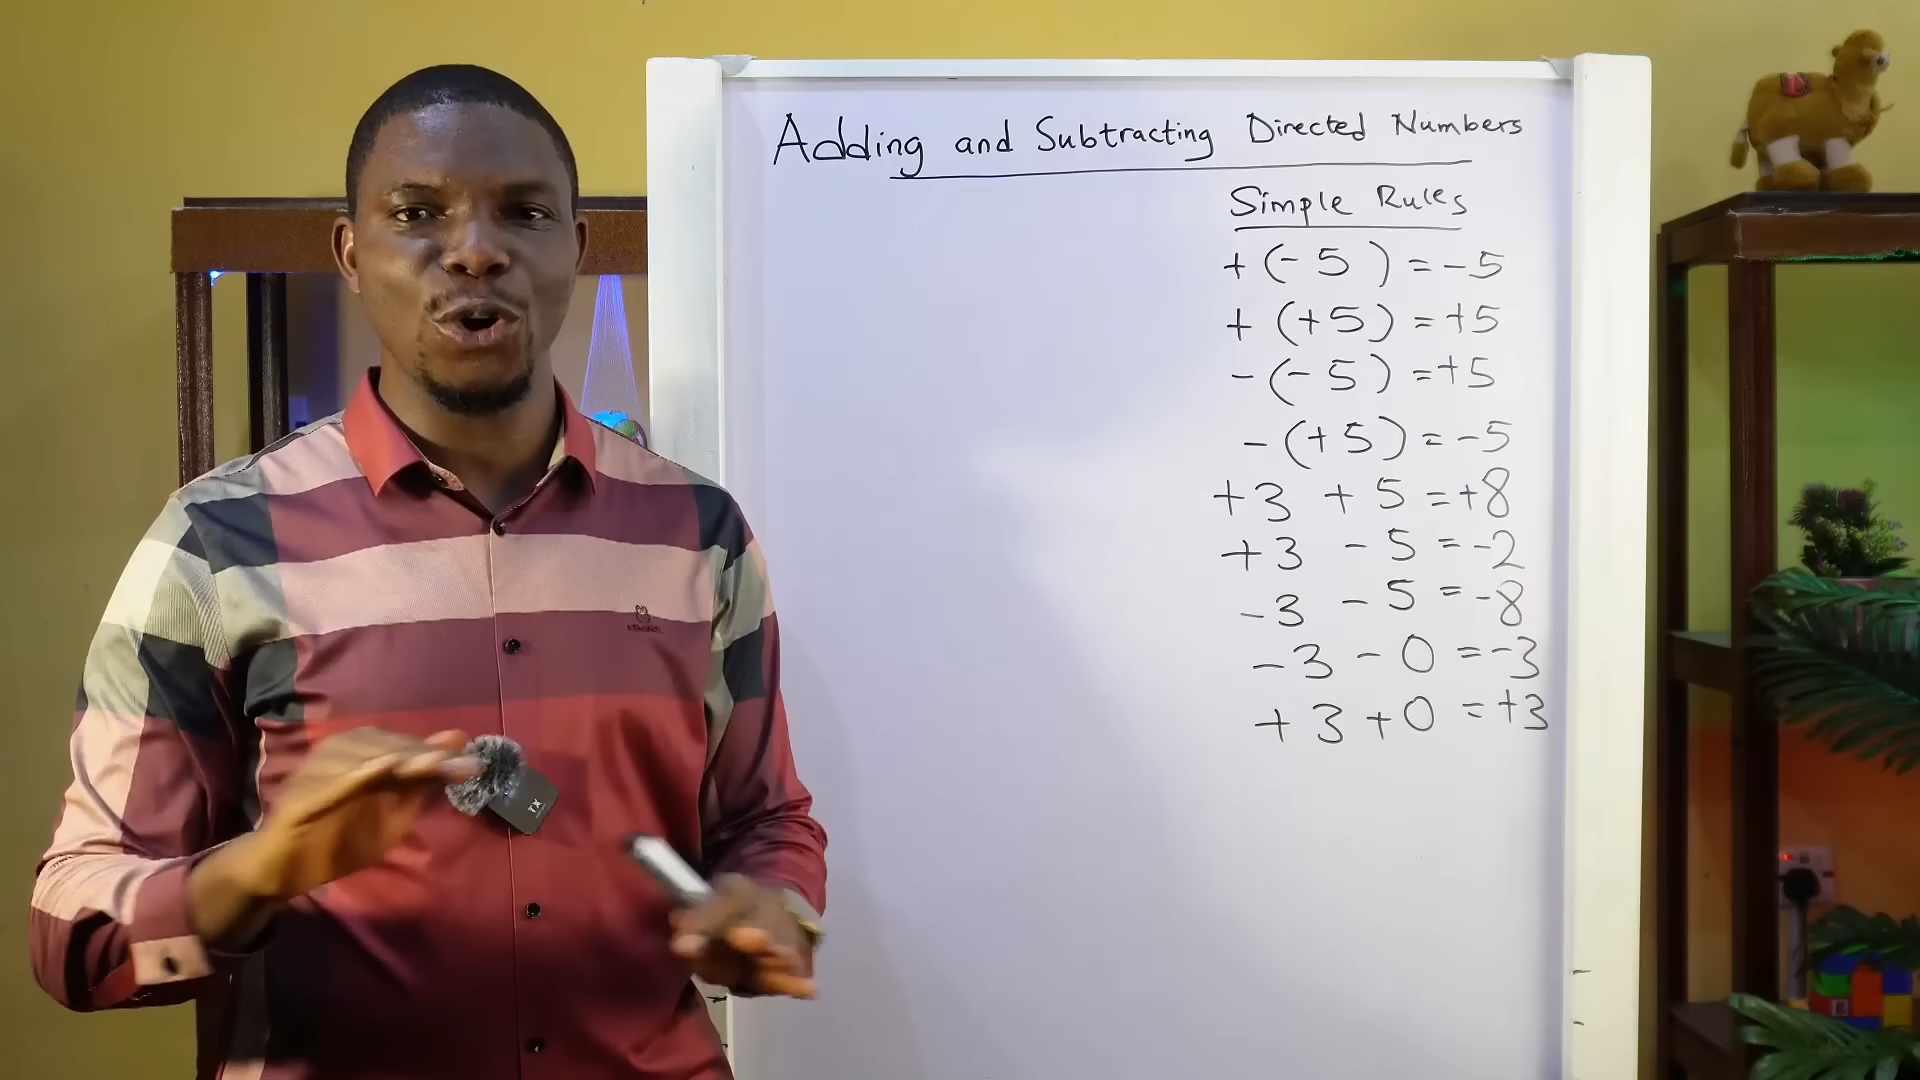 Adding and Subtracting Directed Numbers
Simple Rules
+ (- 5 ) = - 5
+ (+5) = +5
- (- 5) = +5
- (+ 5) = - 5
+ 3 + 5 = +8
+ 3 - 5 = -2
- 3 - 5 = -8
- 3 - 0 = -3
+ 3 + 0 = +3
TX